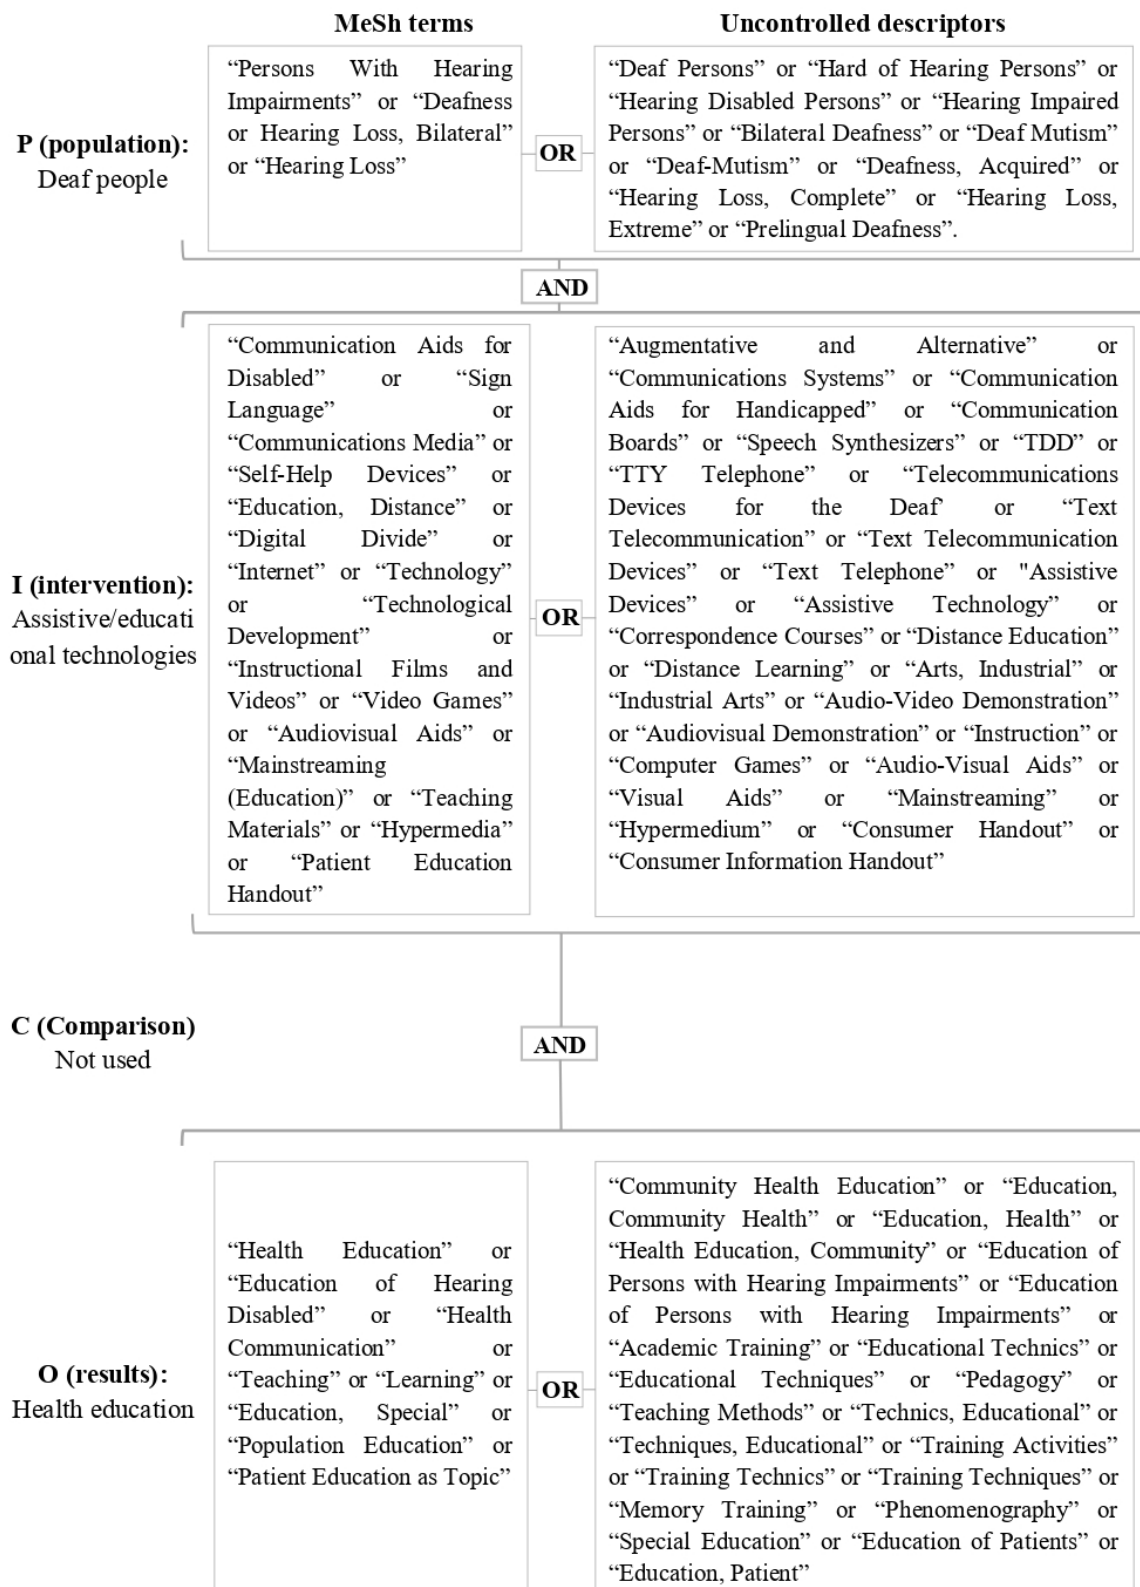 MeSh terms
Uncontrolled descriptors
P (population):
Deaf people
“Persons With Hearing
Impairments” or “Deafness
or Hearing Loss, Bilateral”
or “Hearing Loss”
OR
“Deaf Persons” or “Hard of Hearing Persons” or
“Hearing Disabled Persons” or “Hearing Impaired
Persons” or “Bilateral Deafness” or “Deaf Mutism”
or “Deaf-Mutism” or “Deafness, Acquired” or
“Hearing Loss, Complete” or “Hearing Loss,
Extreme” or “Prelingual Deafness”.
AND
I (intervention):
Assistive/educati
onal technologies
“Communication Aids for
Disabled” or “Sign
Language” or
“Communications Media” or
“Self-Help Devices” or
“Education, Distance” or
“Digital Divide” or
“Internet” or “Technology”
or “Technological
Development” or
“Instructional Films and
Videos” or “Video Games”
or “Audiovisual Aids” or
“Mainstreaming
(Education)” or “Teaching
Materials” or “Hypermedia”
or “Patient Education
Handout”
OR
“Augmentative and Alternative” or
“Communications Systems” or “Communication
Aids for Handicapped” or “Communication
Boards” or “Speech Synthesizers” or “TDD” or
“TTY Telephone” or “Telecommunications
Devices for the Deaf' or “Text
Telecommunication” or “Text Telecommunication
Devices” or “Text Telephone” or "Assistive
Devices” or “Assistive Technology” or
“Correspondence Courses” or “Distance Education”
or “Distance Learning” or “Arts, Industrial” or
“Industrial Arts” or “Audio-Video Demonstration”
or “Audiovisual Demonstration” or “Instruction” or
“Computer Games” or “Audio-Visual Aids” or
“Visual Aids” or “Mainstreaming” or
“Hypermedium” or “Consumer Handout” or
“Consumer Information Handout”
C (Comparison)
Not used
AND
O (results):
Health education
“Health Education” or
“Education of Hearing
Disabled” or “Health
Communication” or
“Teaching” or “Learning” or
“Education, Special” or
“Population Education” or
“Patient Education as Topic”
OR
“Community Health Education” or “Education,
Community Health” or “Education, Health” or
“Health Education, Community” or “Education of
Persons with Hearing Impairments” or “Education
of Persons with Hearing Impairments” or
“Academic Training” or “Educational Technics” or
“Educational Techniques” or “Pedagogy” or
“Teaching Methods” or “Technics, Educational” or
“Techniques, Educational” or “Training Activities”
or “Training Technics” or “Training Techniques” or
“Memory Training” or “Phenomenography” or
“Special Education” or “Education of Patients” or
“Education, Patient”